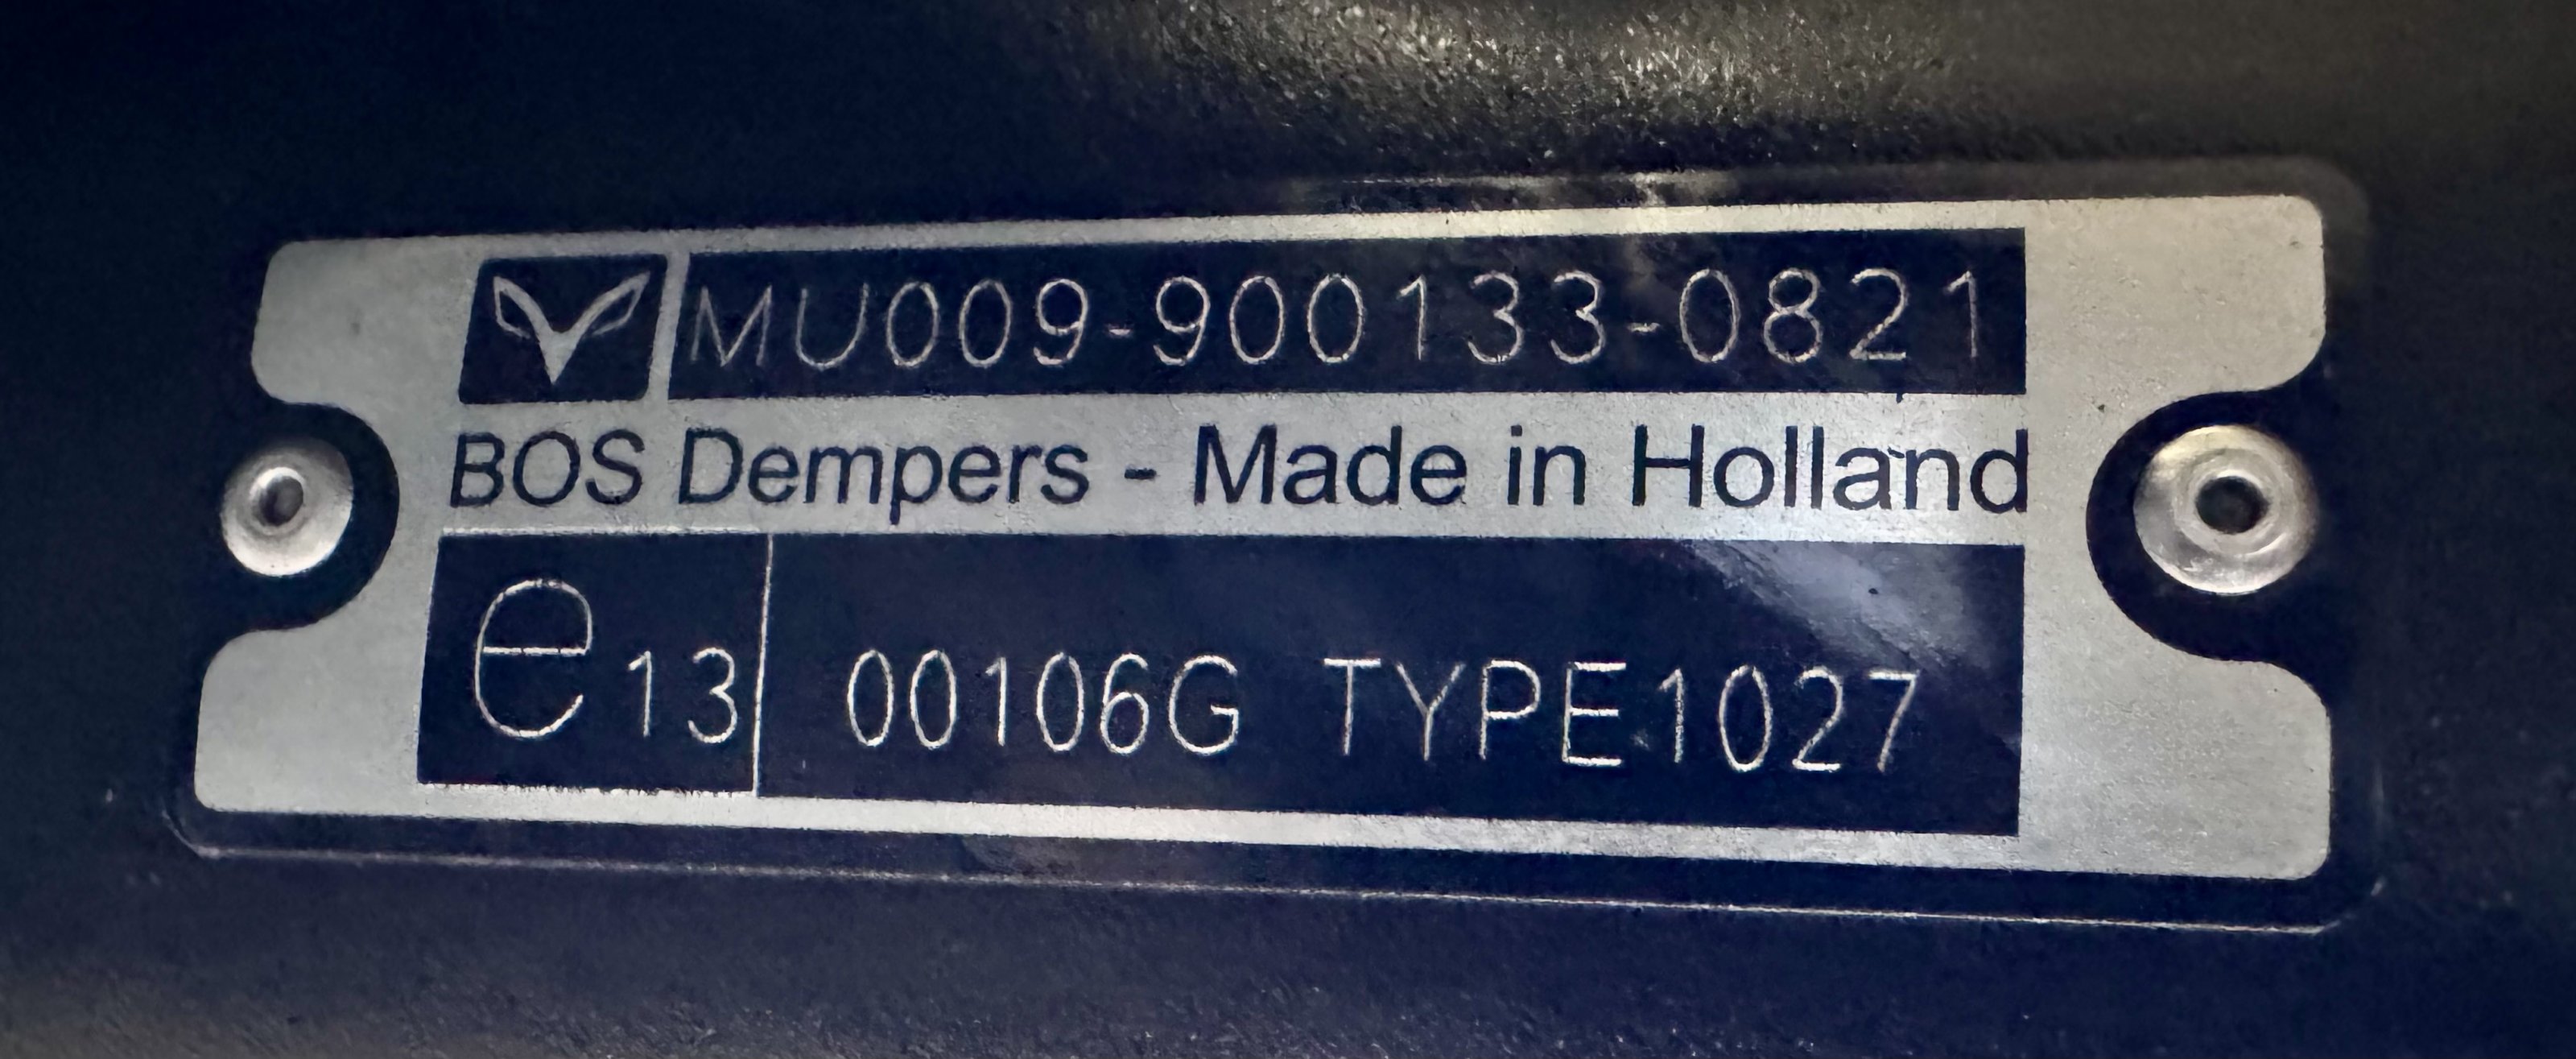 MU009-900133-0821
BOS Dempers - Made in Holland
e13 00106G TYPE1027